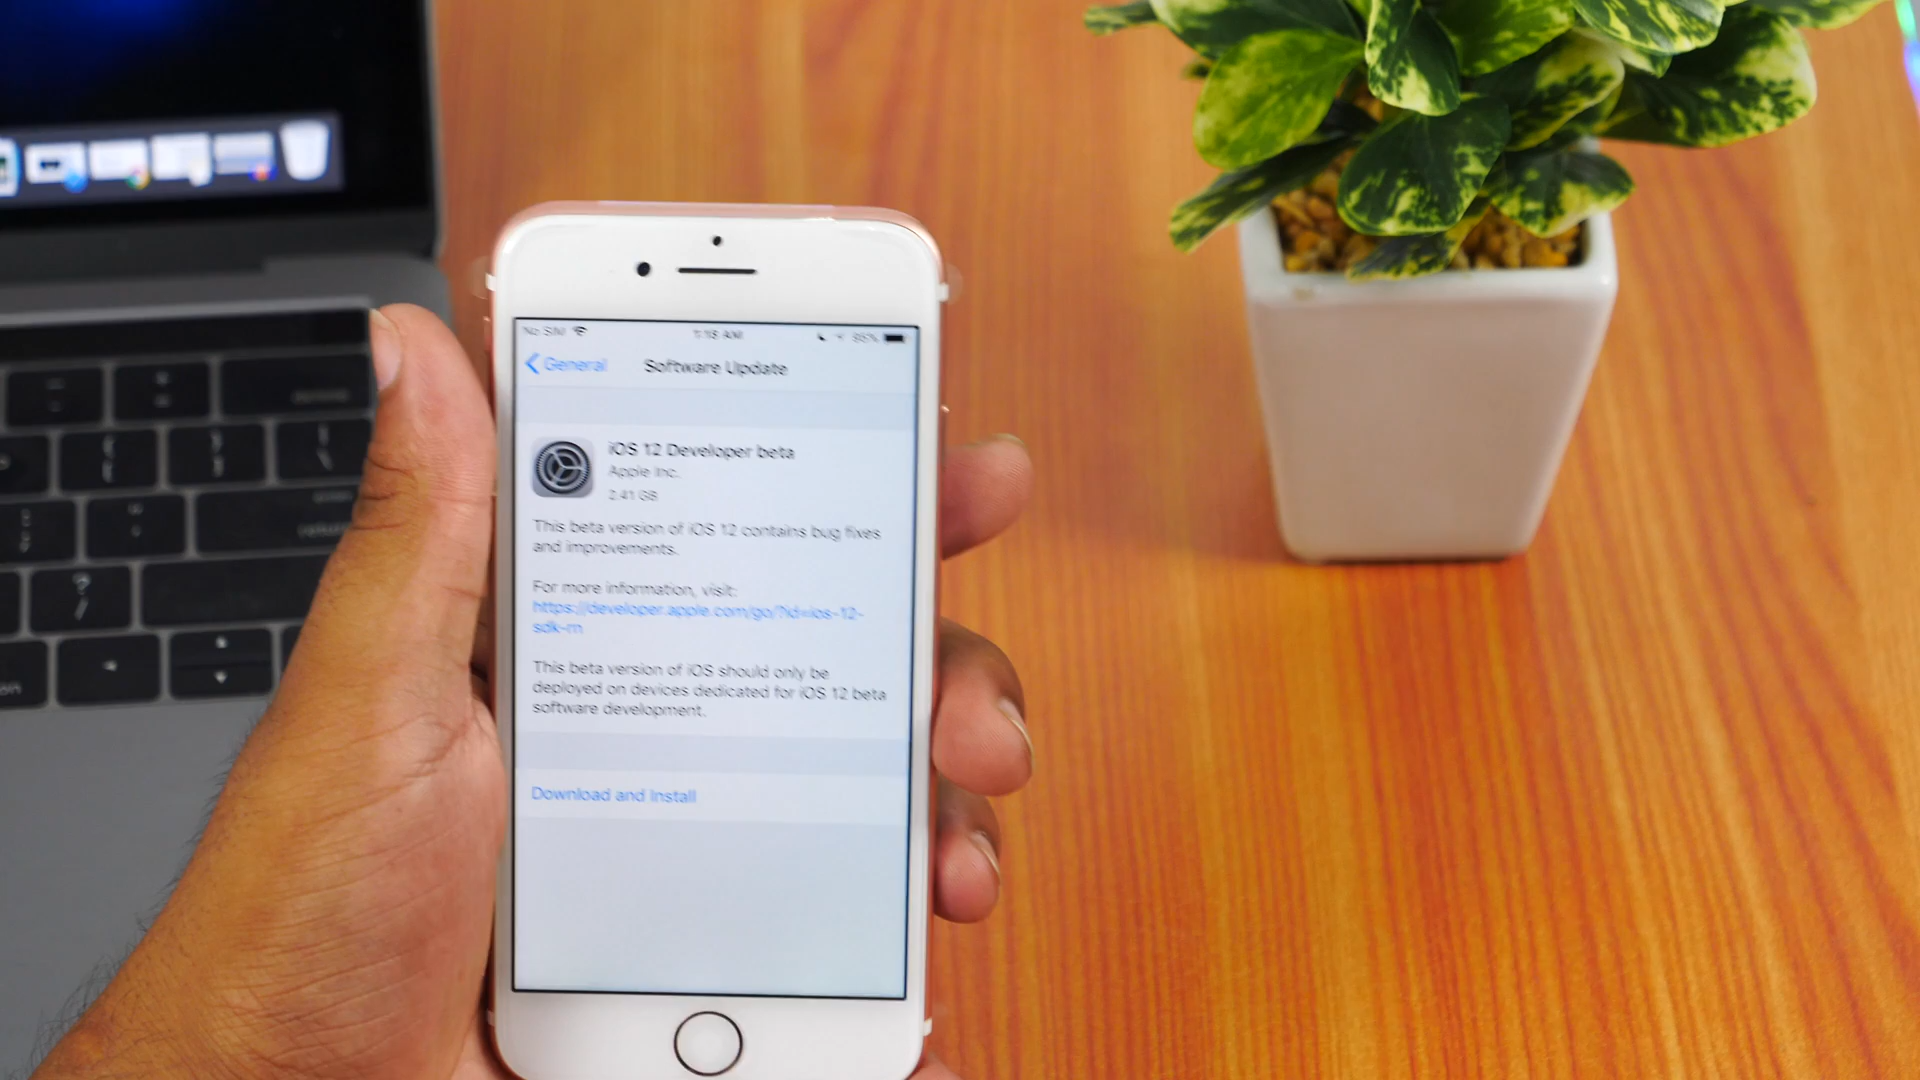 No SIM
1:18 AM
General
Software Update
iOS 12 Developer beta
Apple Inc.
2.41 GB
This beta version of iOS 12 contains bug fixes
and improvements.
For more information, visit:
https://developer.apple.com/go/?id=ios-12-
sdk-rn
This beta version of iOS should only be
deployed on devices dedicated for iOS 12 beta
software development.
Download and Install
return